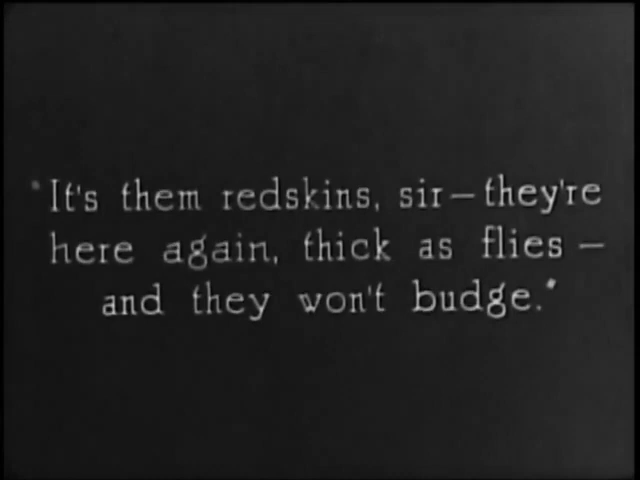 "It's them redskins, sir—they're
here again, thick as flies—
and they won't budge."